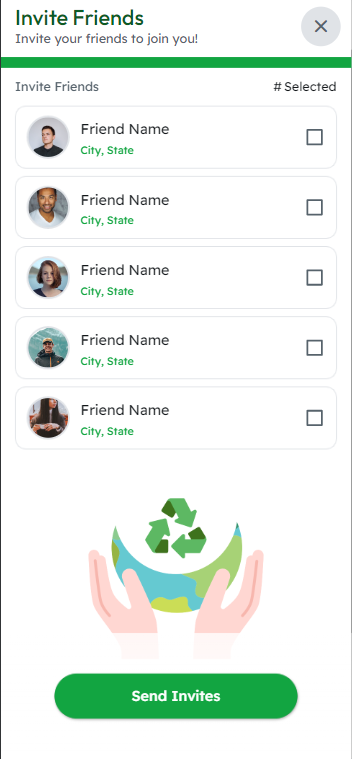 Invite Friends
Invite your friends to join you!
Invite Friends
# Selected
Friend Name
City, State
Friend Name
City, State
Friend Name
City, State
Friend Name
City, State
Friend Name
City, State
Send Invites